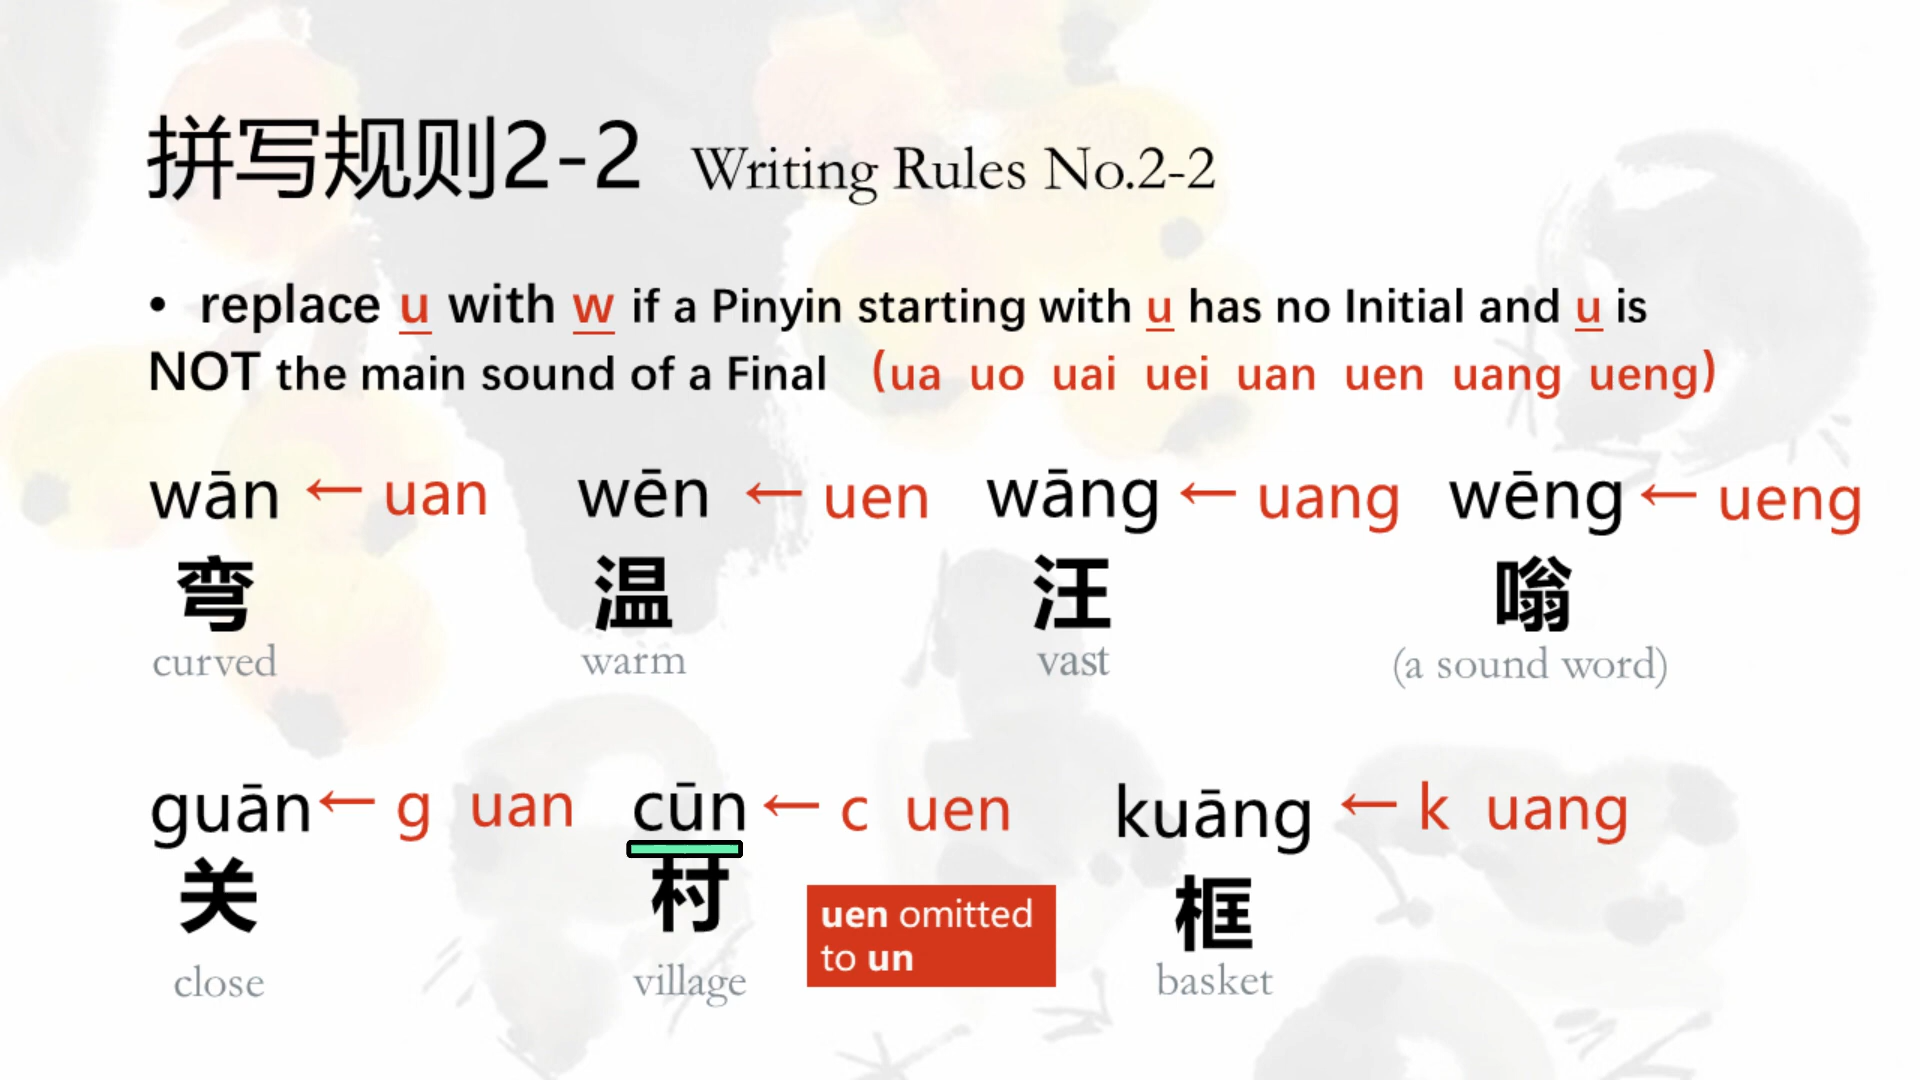 拼写规则2-2 Writing Rules No.2-2
• replace u with w if a Pinyin starting with u has no Initial and u is
NOT the main sound of a Final (ua uo uai uei uan uen uang ueng)
wān ← uan wēn ← uen wāng ← uang wēng ← ueng
弯 温 汪 嗡
curved warm vast (a sound word)
guān ← g uan cūn ← c uen kuāng ← k uang
关 村 框
uen omitted
to un
close village basket